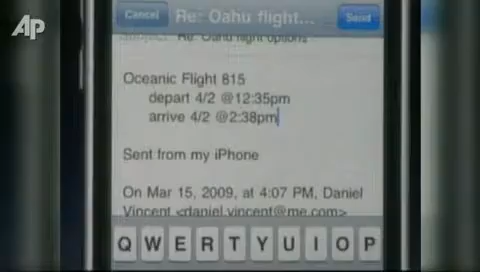 AP
Cancel Re: Oahu flight... Send
Subject: Re: Oahu flight options
Oceanic Flight 815
depart 4/2 @12:35pm
arrive 4/2 @2:38pm
Sent from my iPhone
On Mar 15, 2009, at 4:07 PM, Daniel
Vincent <daniel.vincent@me.com>
Q W E R T Y U I O P